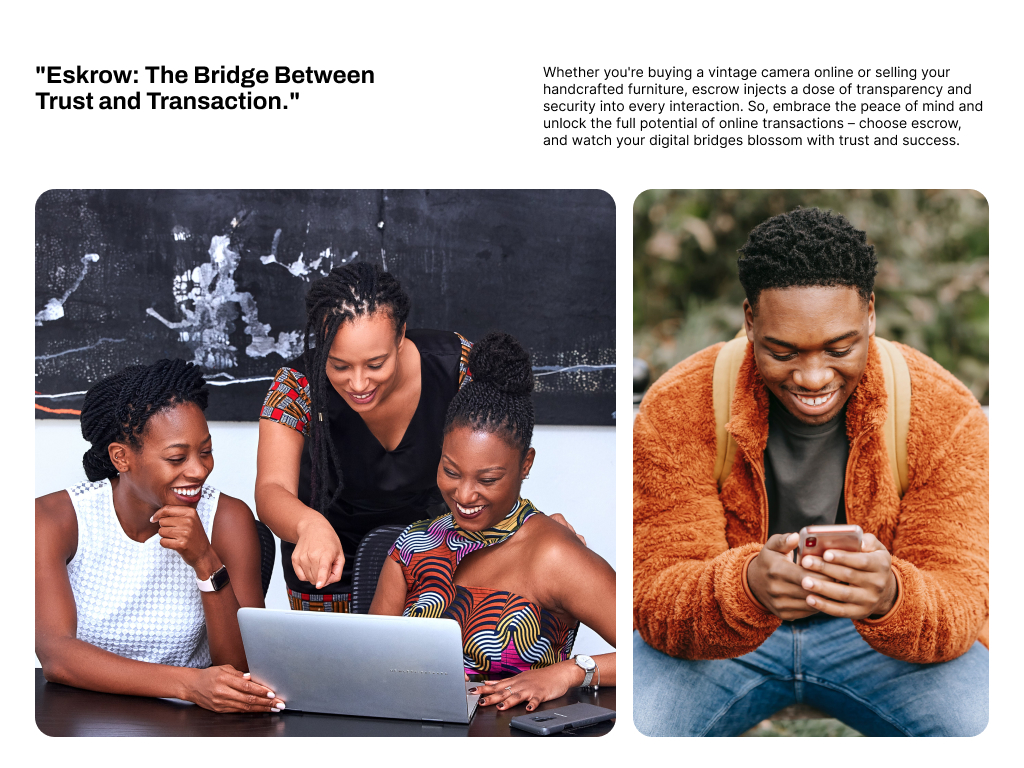 "Eskrow: The Bridge Between
Trust and Transaction."
Whether you're buying a vintage camera online or selling your
handcrafted furniture, escrow injects a dose of transparency and
security into every interaction. So, embrace the peace of mind and
unlock the full potential of online transactions – choose escrow,
and watch your digital bridges blossom with trust and success.